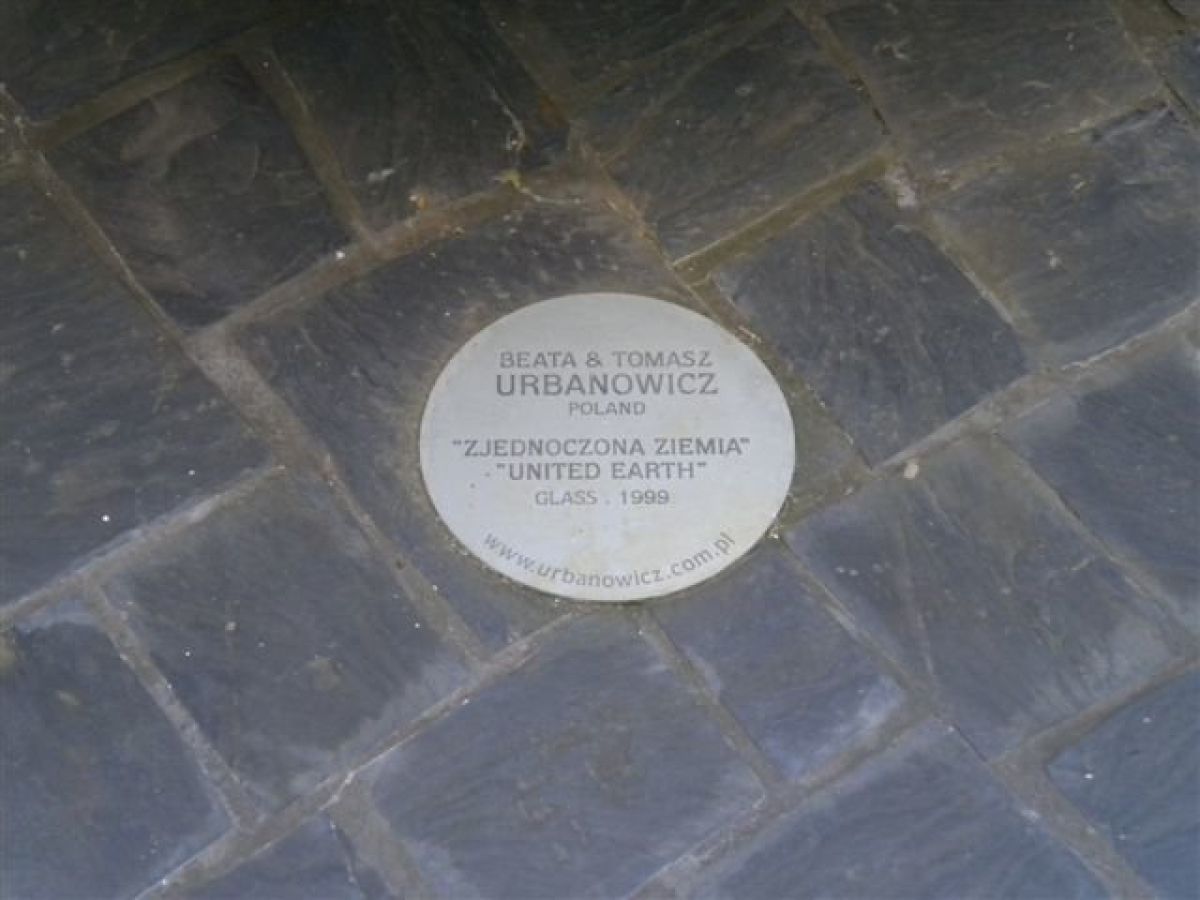 BEATA & TOMASZ
URBANOWICZ
POLAND
"ZJEDNOCZONA ZIEMIA"
"UNITED EARTH"
GLASS . 1999
www.urbanowicz.com.pl